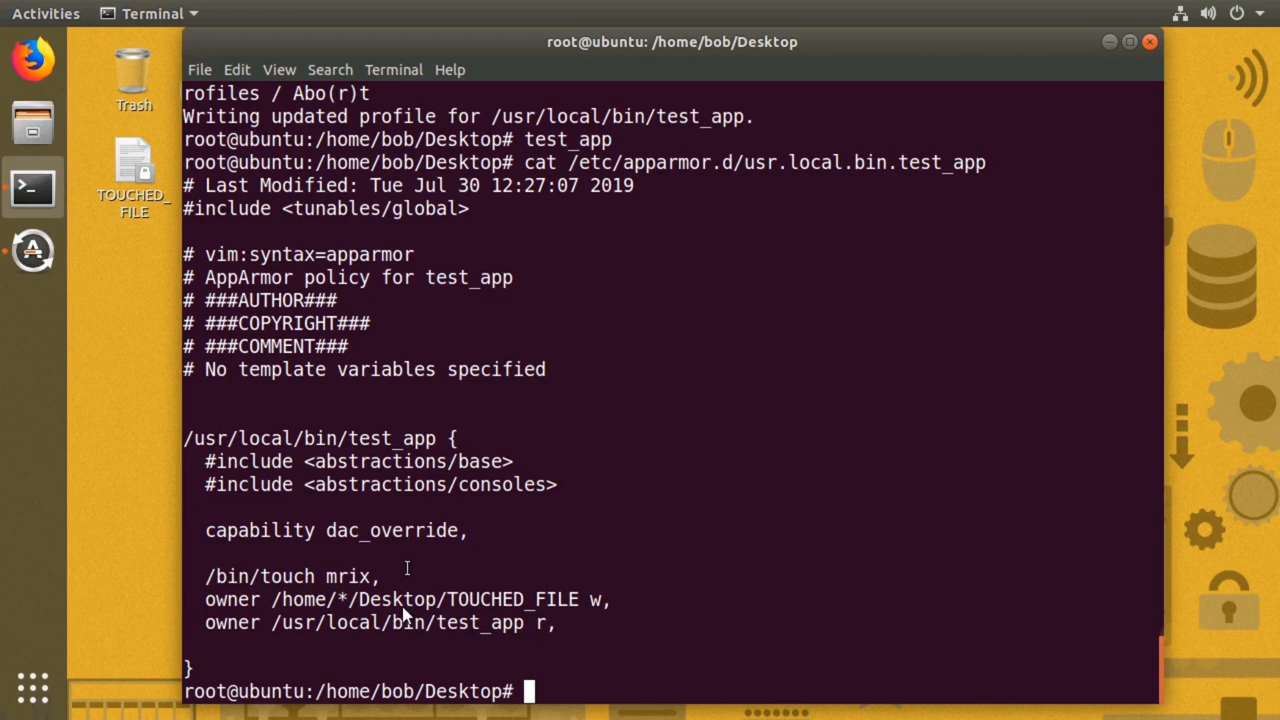 Activities Terminal
root@ubuntu: /home/bob/Desktop
File Edit View Search Terminal Help
Trash
TOUCHED_
FILE
rofiles / Abo(r)t
Writing updated profile for /usr/local/bin/test_app.
root@ubuntu:/home/bob/Desktop# test_app
root@ubuntu:/home/bob/Desktop# cat /etc/apparmor.d/usr.local.bin.test_app
# Last Modified: Tue Jul 30 12:27:07 2019
#include <tunables/global>
# vim:syntax=apparmor
# AppArmor policy for test_app
# ###AUTHOR###
# ###COPYRIGHT###
# ###COMMENT###
# No template variables specified
/usr/local/bin/test_app {
#include <abstractions/base>
#include <abstractions/consoles>
capability dac_override,
/bin/touch mrix,
owner /home/*/Desktop/TOUCHED_FILE w,
owner /usr/local/bin/test_app r,
}
root@ubuntu:/home/bob/Desktop#